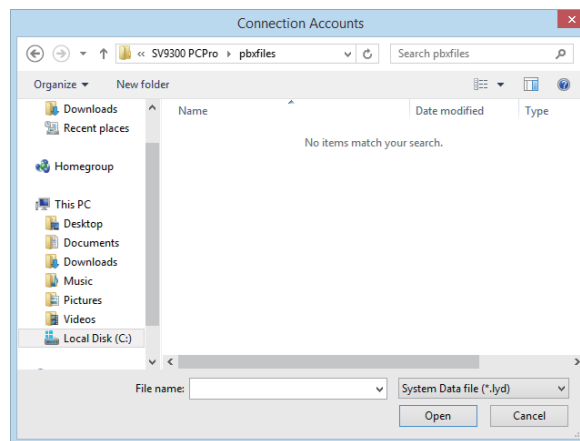 Connection Accounts
« SV9300 PCPro pbxfiles
Search pbxfiles
Organize New folder
Name Date modified Type
No items match your search.
Downloads
Recent places
Homegroup
This PC
Desktop
Documents
Downloads
Music
Pictures
Videos
Local Disk (C:)
File name: System Data file (*.lyd)
Open Cancel